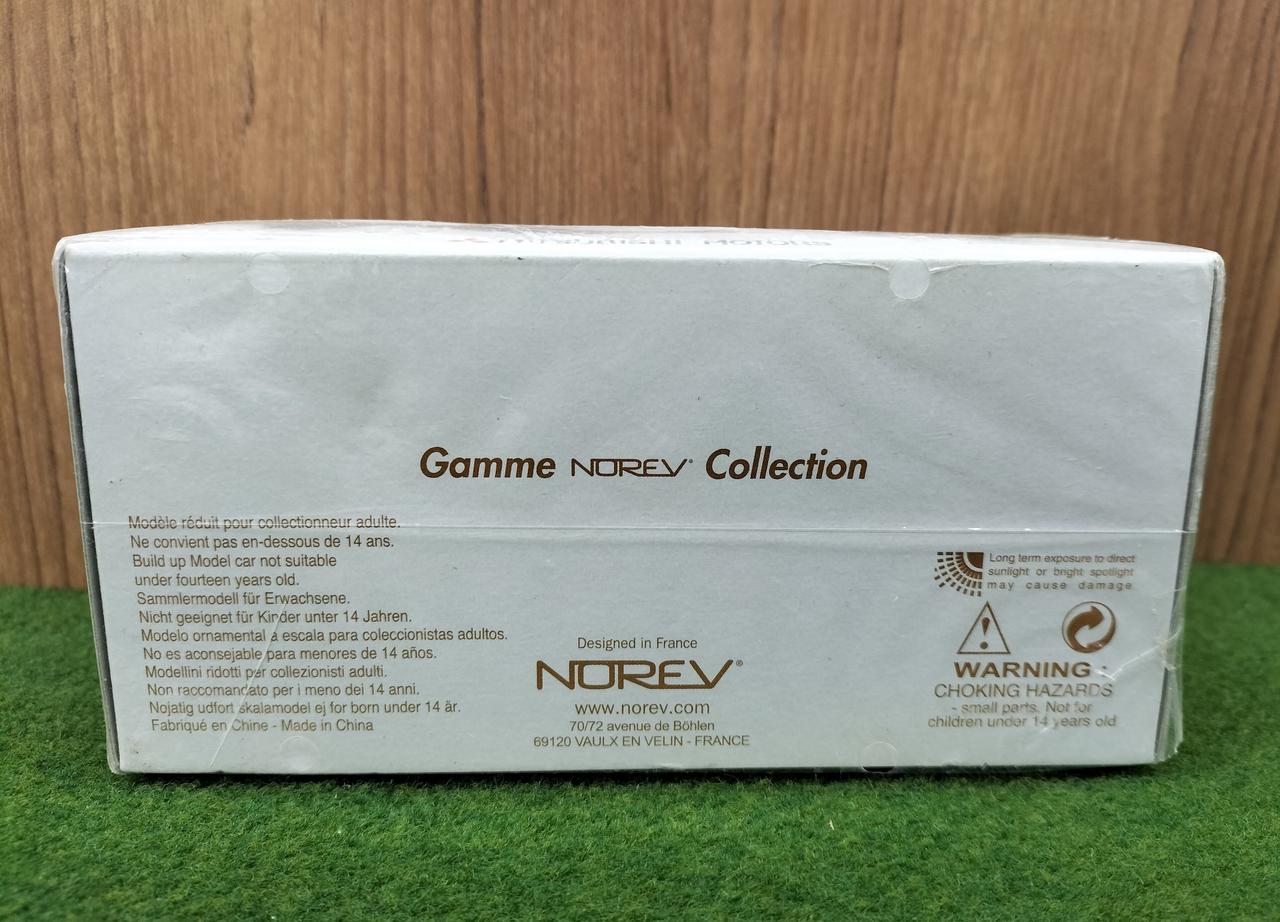 MITSUBISHI MOTORS
Gamme NOREV® Collection
Modèle réduit pour collectionneur adulte.
Ne convient pas en-dessous de 14 ans.
Build up Model car not suitable
under fourteen years old.
Sammlermodell für Erwachsene.
Nicht geeignet für Kinder unter 14 Jahren.
Modelo ornamental a escala para coleccionistas adultos.
No es aconsejable para menores de 14 años.
Modellini ridotti per collezionisti adulti.
Non raccomandato per i meno dei 14 anni.
Nojatig udfort skalamodel ej for born under 14 är.
Fabriqué en Chine - Made in China
Designed in France
NOREV®
www.norev.com
70/72 avenue de Böhlen
69120 VAULX EN VELIN - FRANCE
Long term exposure to direct
sunlight or bright spotlight
may cause damage
WARNING :
CHOKING HAZARDS
- small parts. Not for
children under 14 years old